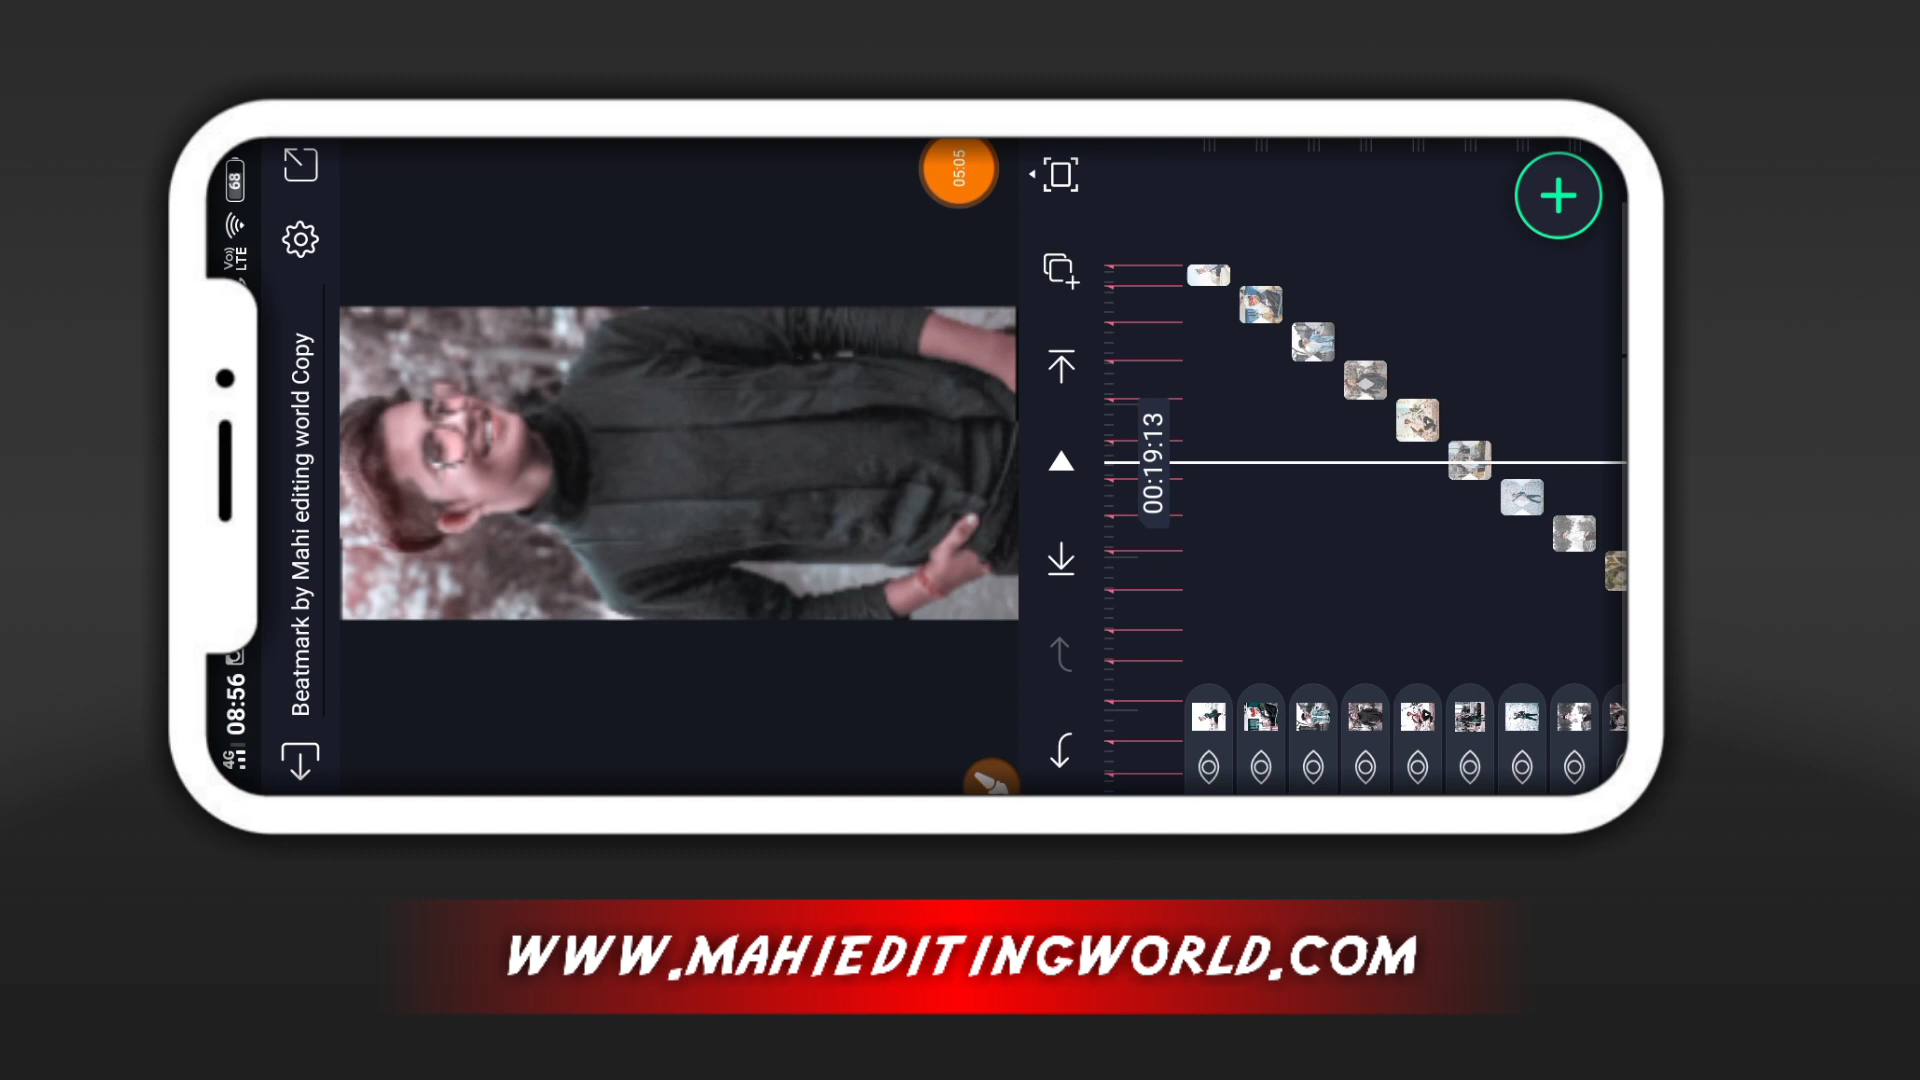 4G 08:56
Vo)) LTE
68
Beatmark by Mahi editing world Copy
05:05
00:19:13
WWW.MAHIEDITINGWORLD.COM